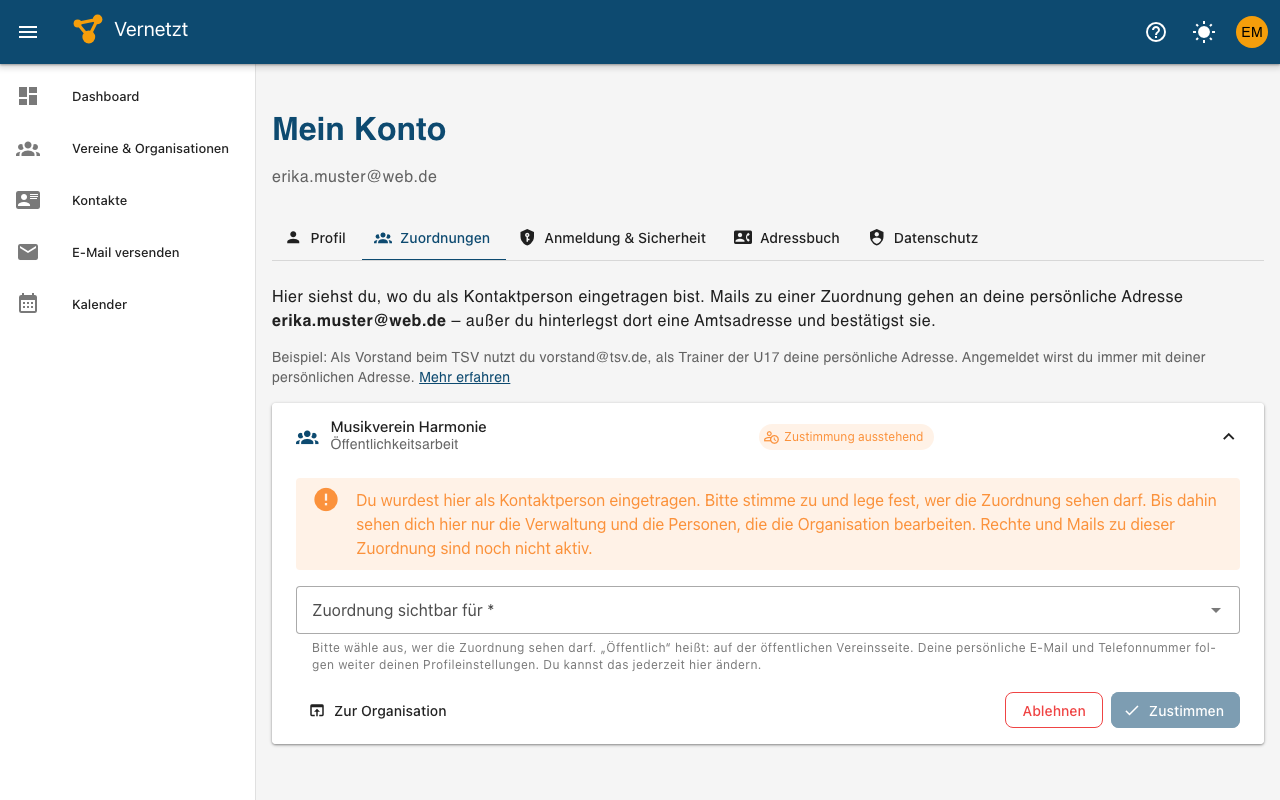 Vernetzt
EM
Dashboard
Vereine & Organisationen
Kontakte
E-Mail versenden
Kalender
Mein Konto
erika.muster@web.de
Profil
Zuordnungen
Anmeldung & Sicherheit
Adressbuch
Datenschutz
Hier siehst du, wo du als Kontaktperson eingetragen bist. Mails zu einer Zuordnung gehen an deine persönliche Adresse
erika.muster@web.de – außer du hinterlegst dort eine Amtsadresse und bestätigst sie.
Beispiel: Als Vorstand beim TSV nutzt du vorstand@tsv.de, als Trainer der U17 deine persönliche Adresse. Angemeldet wirst du immer mit deiner
persönlichen Adresse. Mehr erfahren
Musikverein Harmonie
Öffentlichkeitsarbeit
Zustimmung ausstehend
Du wurdest hier als Kontaktperson eingetragen. Bitte stimme zu und lege fest, wer die Zuordnung sehen darf. Bis dahin
sehen dich hier nur die Verwaltung und die Personen, die die Organisation bearbeiten. Rechte und Mails zu dieser
Zuordnung sind noch nicht aktiv.
Zuordnung sichtbar für *
Bitte wähle aus, wer die Zuordnung sehen darf. „Öffentlich“ heißt: auf der öffentlichen Vereinsseite. Deine persönliche E-Mail und Telefonnummer fol-
gen weiter deinen Profileinstellungen. Du kannst das jederzeit hier ändern.
Zur Organisation
Ablehnen
Zustimmen